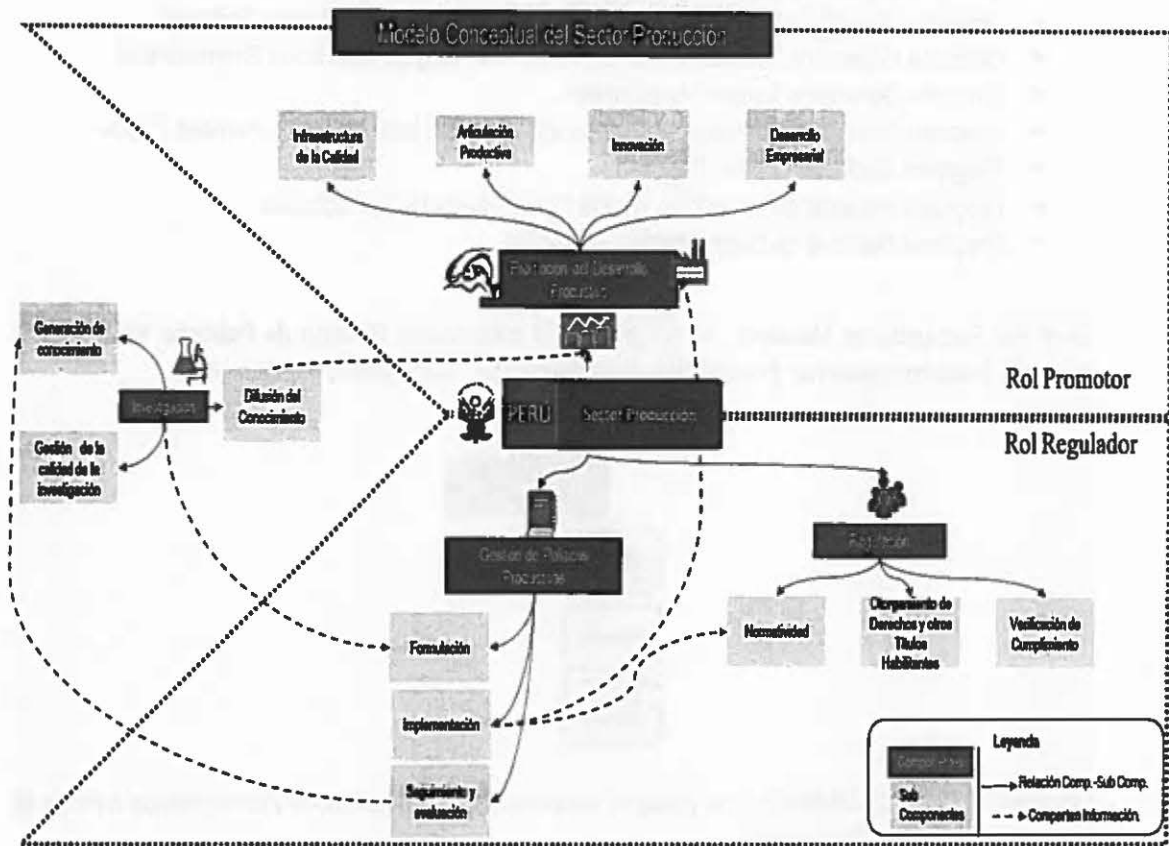 Modelo Conceptual del Sector Producción
Infraestructura
de la Calidad
Articulación
Productiva
Innovación
Desarrollo
Empresarial
Promoción del Desarrollo
Productivo
Generación de
conocimiento
Investigación
Difusión del
Conocimiento
Gestión de la
calidad de la
investigación
PERU
Sector Producción
Rol Promotor
Rol Regulador
Gestión de Políticas
Productivas
Regulación
Formulación
Implementación
Seguimiento y
evaluación
Normatividad
Otorgamiento de
Derechos y otros
Títulos
Habilitantes
Verificación de
Cumplimiento
Leyenda
Componentes
Relación Comp.-Sub Comp.
Sub
Componentes
Comparten Información.